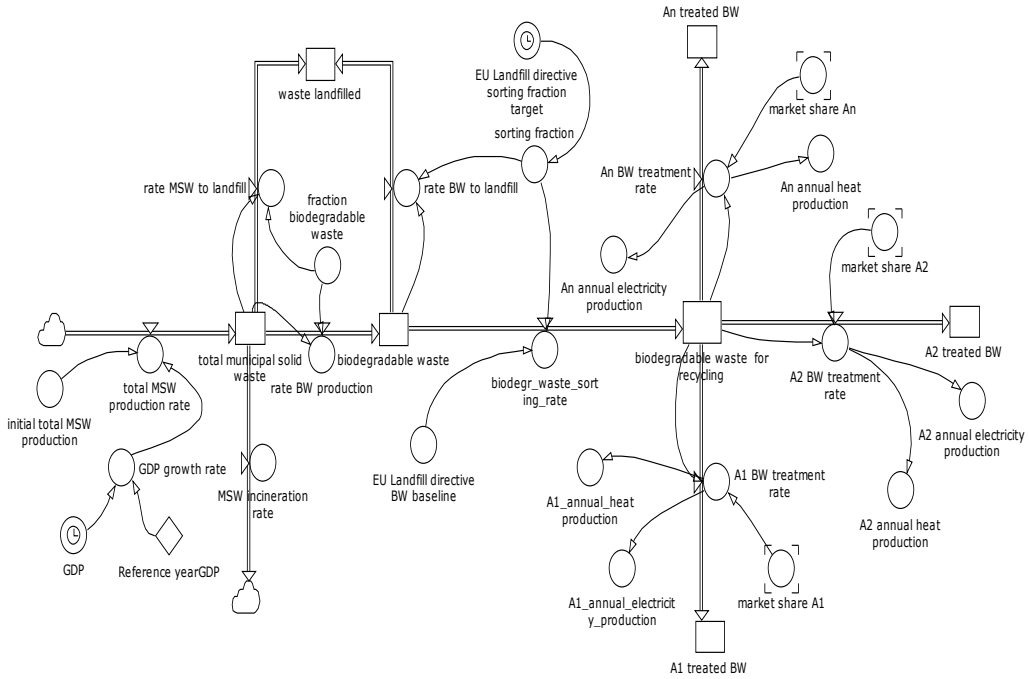 An treated BW
waste landfilled
EU Landfill directive
sorting fraction
target
sorting fraction
market share An
rate MSW to landfill
fraction
biodegradable
waste
rate BW to landfill
An BW treatment
rate
An annual heat
production
An annual electricity
production
market share A2
total municipal solid
waste
biodegradable waste
rate BW production
biodegradable waste for
recycling
A2 treated BW
total MSW
production rate
initial total MSW
production
biodegr_waste_sort
ing_rate
A2 BW treatment
rate
A2 annual electricity
production
GDP growth rate
MSW incineration
rate
EU Landfill directive
BW baseline
A1_annual_heat
production
A1 BW treatment
rate
A2 annual heat
production
GDP
Reference yearGDP
A1_annual_electricit
y_production
market share A1
A1 treated BW